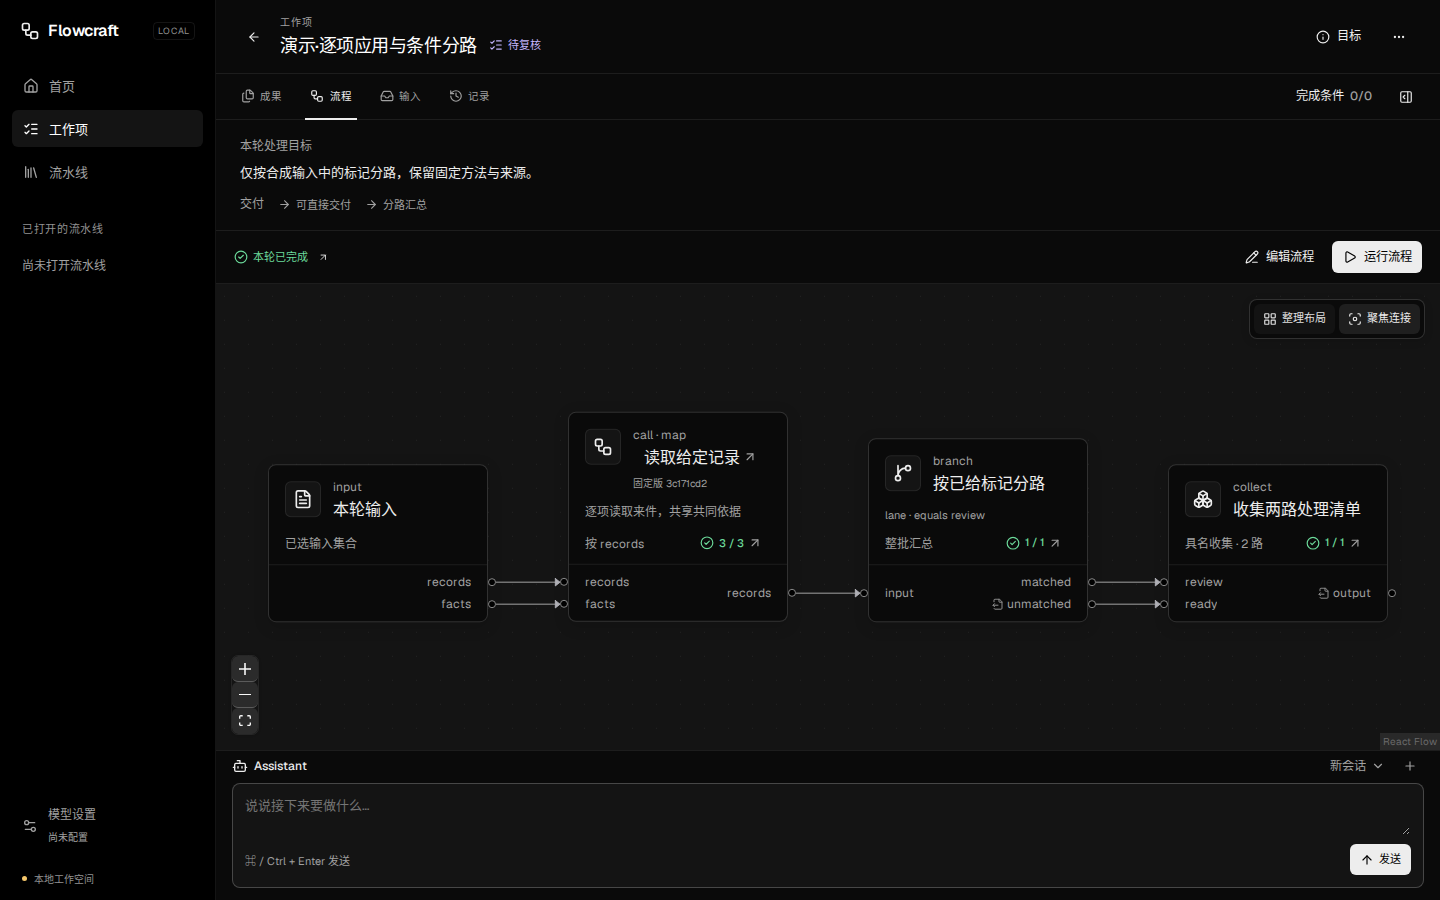 Flowcraft
LOCAL
首页
工作项
流水线
已打开的流水线
尚未打开流水线
模型设置
尚未配置
本地工作空间
工作项
演示·逐项应用与条件分路
待复核
目标
成果
流程
输入
记录
完成条件 0/0
本轮处理目标
仅按合成输入中的标记分路，保留固定方法与来源。
交付 → 可直接交付 → 分路汇总
本轮已完成
编辑流程
运行流程
整理布局
聚焦连接
input
本轮输入
已选输入集合
records
facts
call · map
读取给定记录
固定版 3c171cd2
逐项读取来件，共享共同依据
按 records
3 / 3
records
facts
records
branch
按已给标记分路
lane · equals review
整批汇总
1 / 1
input
matched
unmatched
collect
收集两路处理清单
具名收集 · 2 路
1 / 1
review
ready
output
React Flow
Assistant
新会话
说说接下来要做什么...
⌘ / Ctrl + Enter 发送
发送